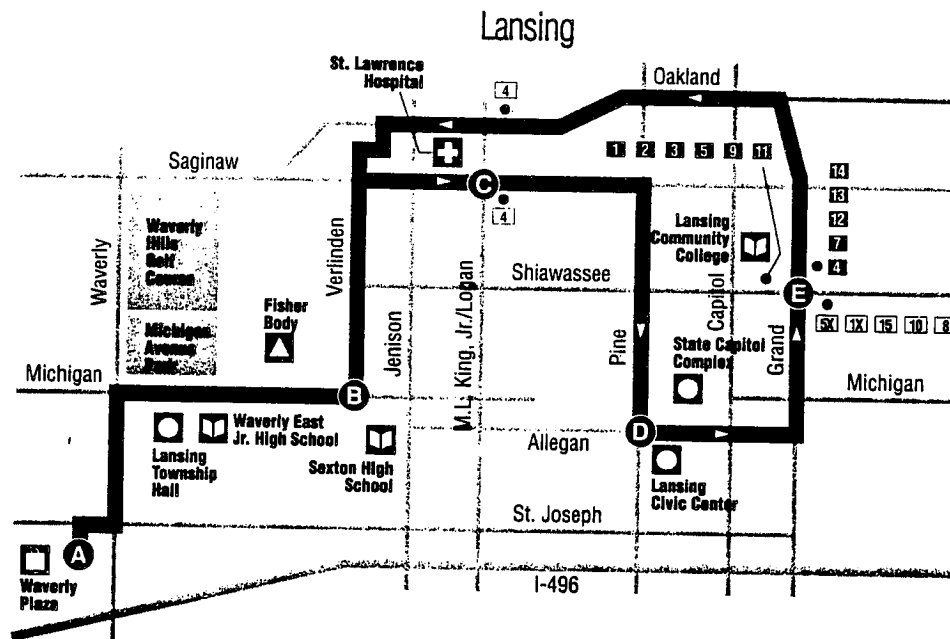 Lansing
St. Lawrence
Hospital
4
Oakland
1 2 3 5 9 11
Saginaw
C
4
14
13
12
7
4
Waverly
Hills
Golf
Course
Waverly
Verlinden
Lansing
Community
College
Shiawassee
Capitol
E
5X 1X 15 10 8
Fisher
Body
Michigan
Avenue
Park
Jenison
M.L. King, Jr./Logan
Pine
State Capitol
Complex
Grand
Michigan
Michigan
B
Waverly East
Jr. High School
Lansing
Township
Hall
Sexton High
School
Allegan
D
Lansing
Civic Center
St. Joseph
A
Waverly
Plaza
I-496